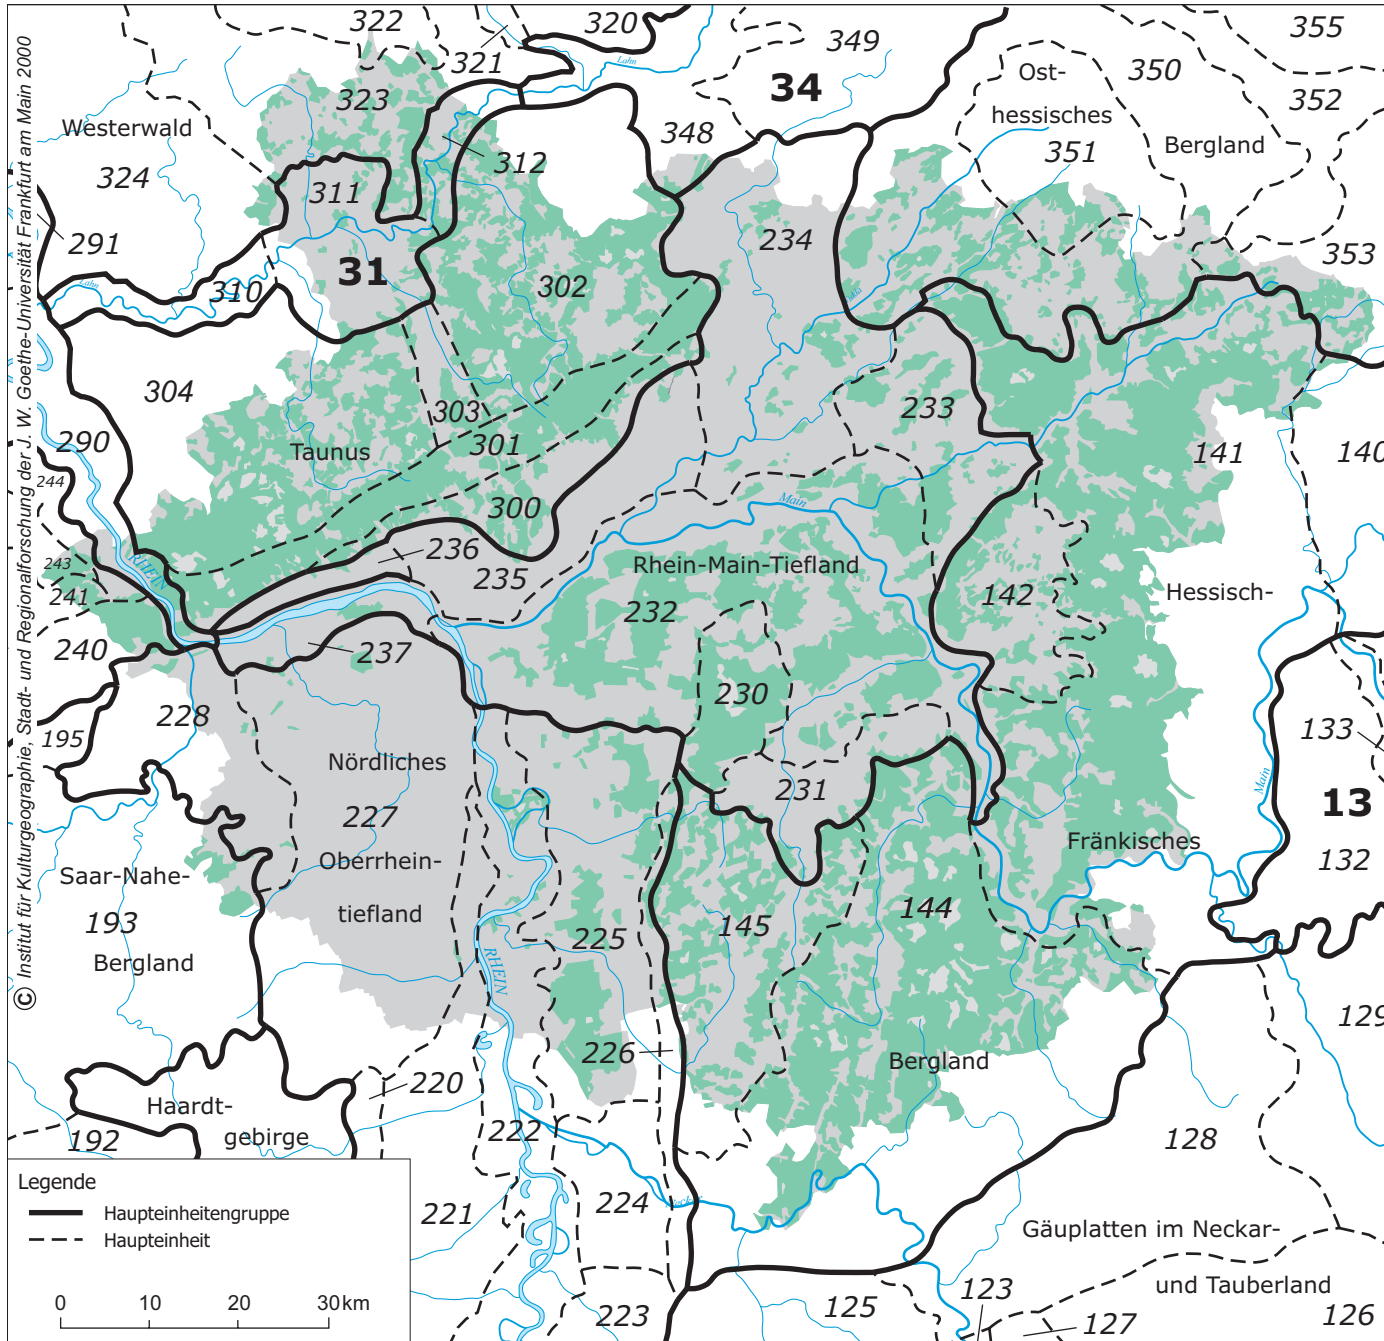 322
320
355
321
349
350
Lahn
34
Ost-
352
323
hessisches
Westerwald
348
Bergland
312
351
324
311
234
291
353
31
302
310
Lahn
304
303
233
290
301
Taunus
141
140
244
300
Main
236
243
RHEIN
235
Rhein-Main-Tiefland
241
232
142
Hessisch-
240
237
230
228
195
133
Nördliches
Main
231
13
227
Fränkisches
Oberrhein-
132
Saar-Nahe-
144
193
tiefland
145
225
Bergland
RHEIN
129
226
Bergland
220
Haardt-
192
gebirge
222
128
221
224
Gäuplatten im Neckar-
und Tauberland
123
223
125
127
126
Legende
Haupteinheitengruppe
Haupteinheit
0 10 20 30 km
© Institut für Kulturgeographie, Stadt- und Regionalforschung der J. W. Goethe-Universität Frankfurt am Main 2000